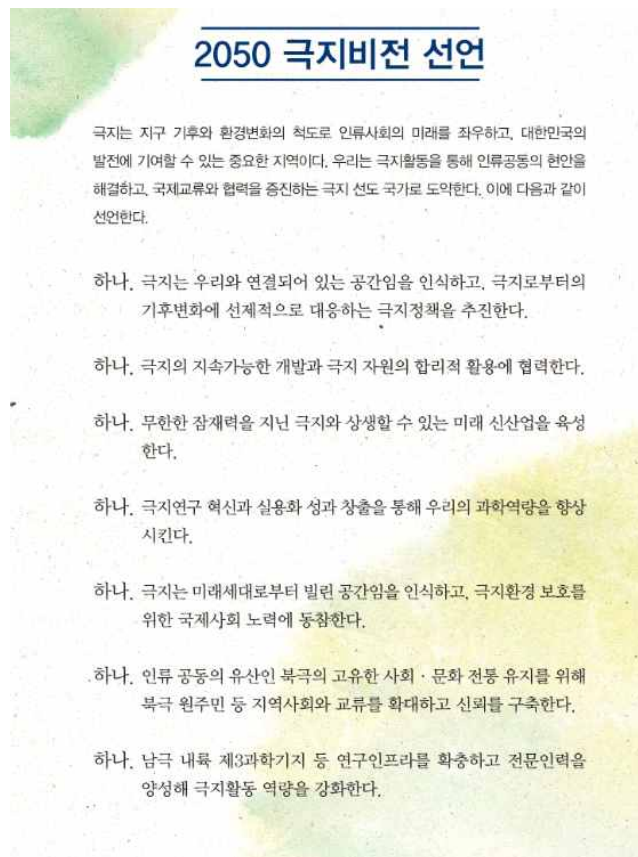 2050 극지비전 선언
극지는 지구 기후와 환경변화의 척도로 인류사회의 미래를 좌우하고, 대한민국의
발전에 기여할 수 있는 중요한 지역이다. 우리는 극지활동을 통해 인류공동의 현안을
해결하고, 국제교류와 협력을 증진하는 극지 선도 국가로 도약한다. 이에 다음과 같이
선언한다.
하나. 극지는 우리와 연결되어 있는 공간임을 인식하고, 극지로부터의
기후변화에 선제적으로 대응하는 극지정책을 추진한다.
하나. 극지의 지속가능한 개발과 극지 자원의 합리적 활용에 협력한다.
하나. 무한한 잠재력을 지닌 극지와 상생할 수 있는 미래 신산업을 육성
한다.
하나. 극지연구 혁신과 실용화 성과 창출을 통해 우리의 과학역량을 향상
시킨다.
하나. 극지는 미래세대로부터 빌린 공간임을 인식하고, 극지환경 보호를
위한 국제사회 노력에 동참한다.
하나. 인류 공동의 유산인 북극의 고유한 사회 · 문화 전통 유지를 위해
북극 원주민 등 지역사회와 교류를 확대하고 신뢰를 구축한다.
하나. 남극 내륙 제3과학기지 등 연구인프라를 확충하고 전문인력을
양성해 극지활동 역량을 강화한다.